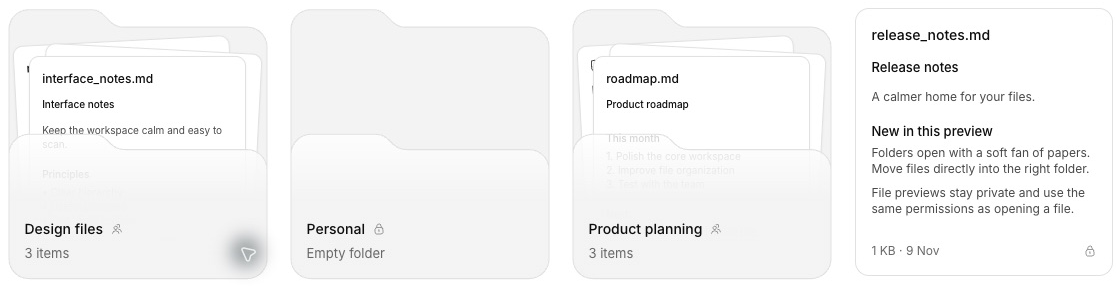 interface_notes.md
Interface notes
Keep the workspace calm and easy to
scan.
Principles
Design files
3 items
Personal
Empty folder
roadmap.md
Product roadmap
This month
1. Polish the core workspace
2. Improve file organization
3. Test with the team
Product planning
3 items
release_notes.md
Release notes
A calmer home for your files.
New in this preview
Folders open with a soft fan of papers.
Move files directly into the right folder.
File previews stay private and use the
same permissions as opening a file.
1 KB · 9 Nov